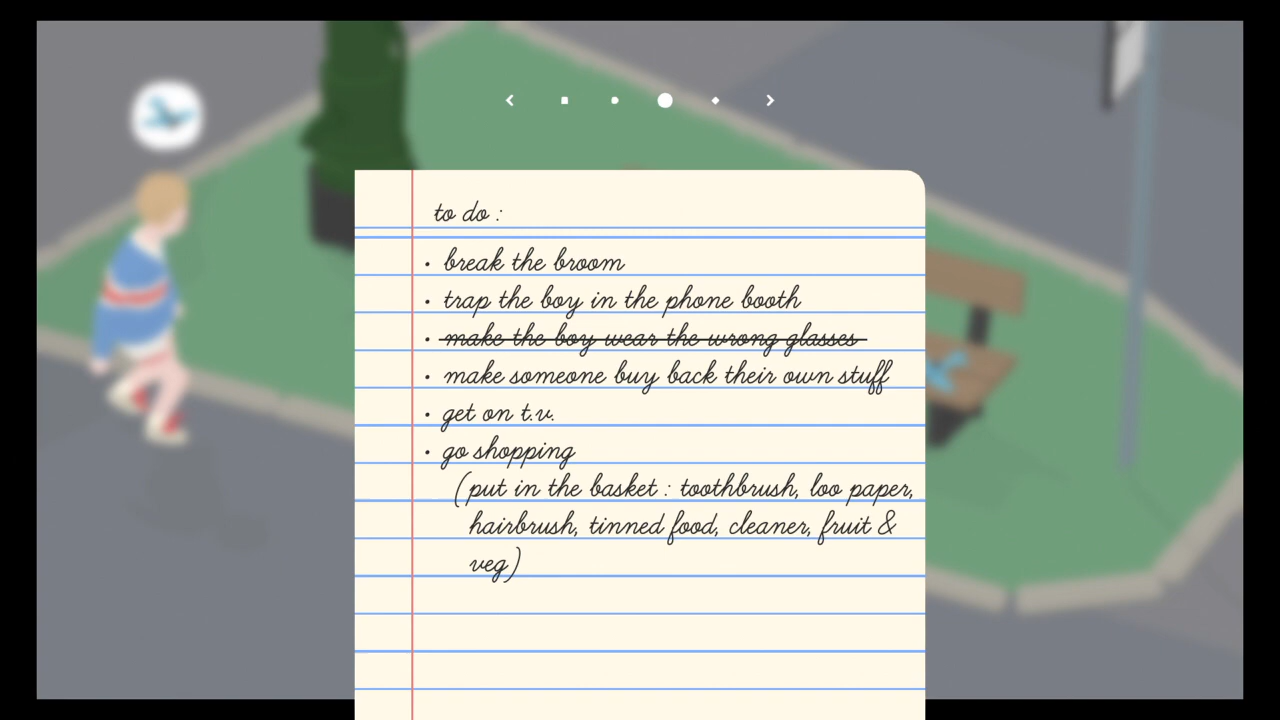 to do :
• break the broom
• trap the boy in the phone booth
• make the boy wear the wrong glasses
• make someone buy back their own stuff
• get on t.v.
• go shopping
(put in the basket : toothbrush, loo paper,
hairbrush, tinned food, cleaner, fruit &
veg)